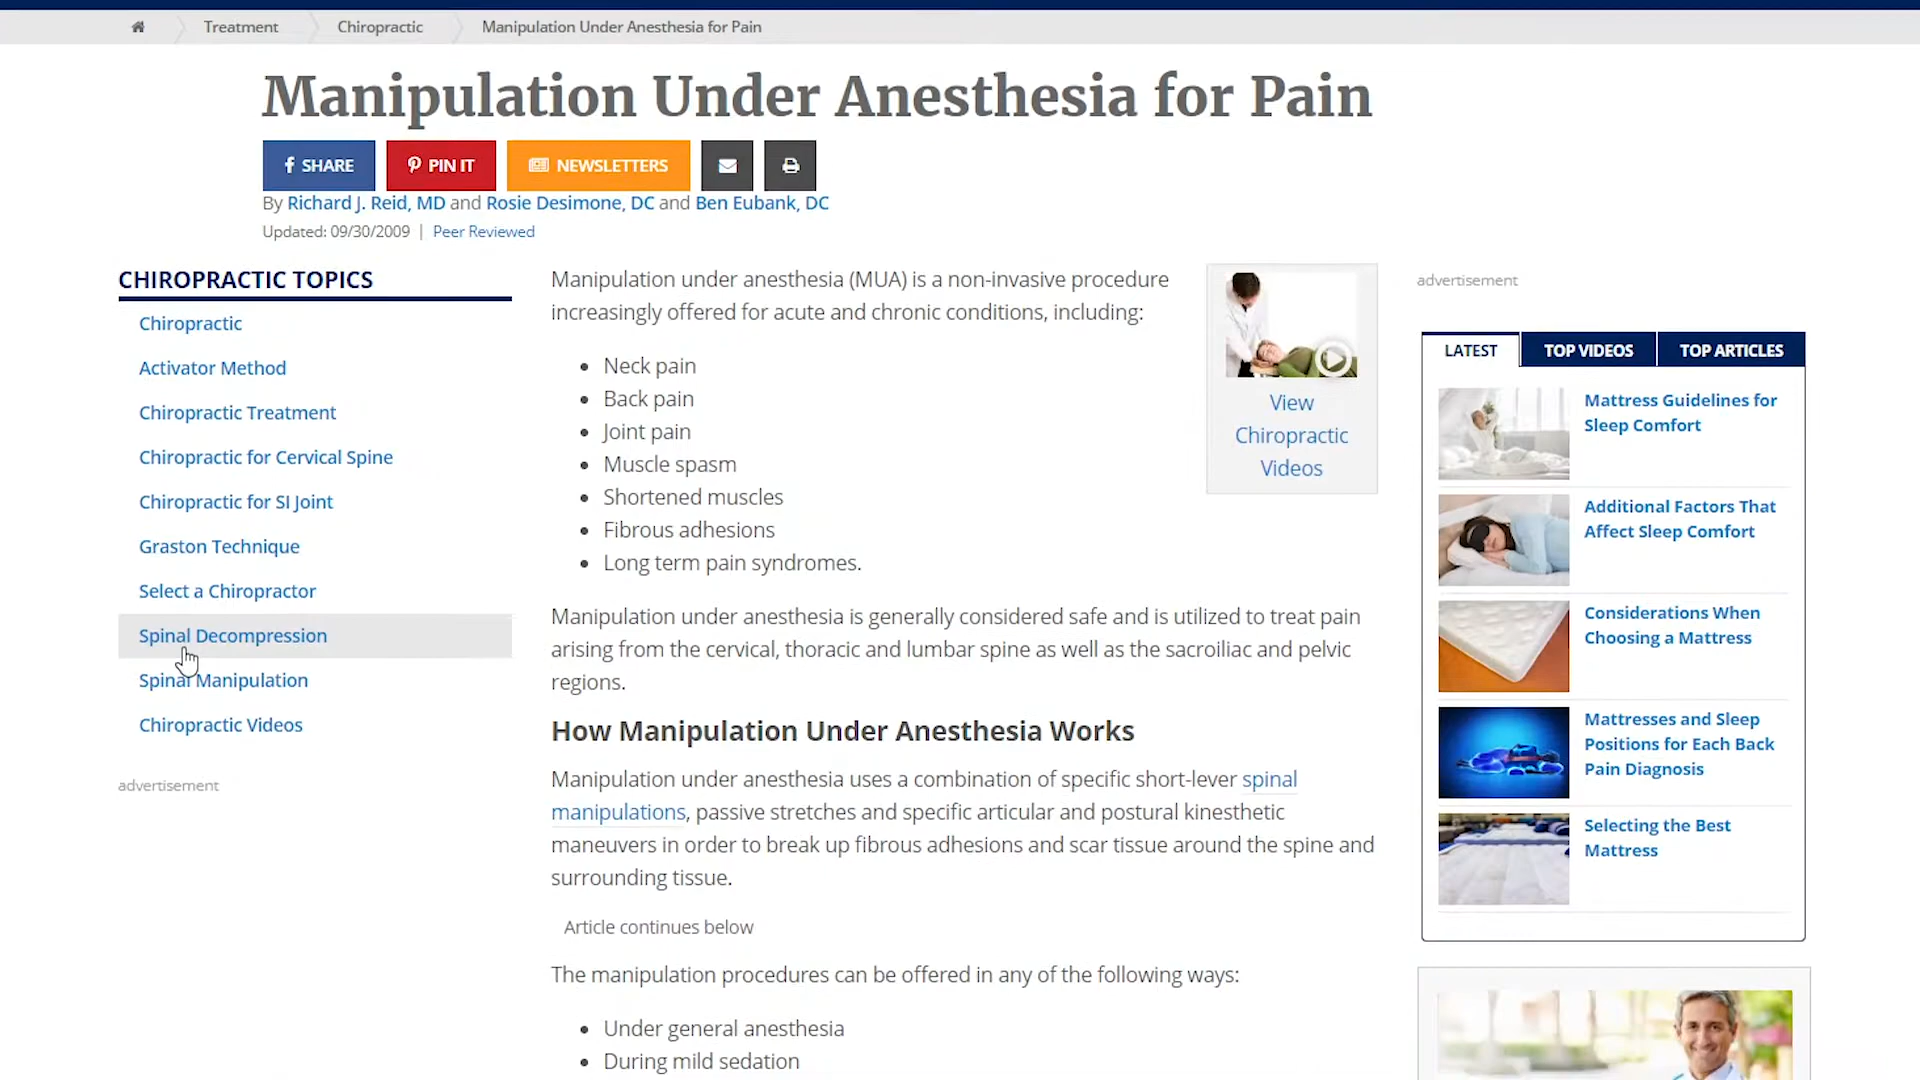 Treatment
Chiropractic
Manipulation Under Anesthesia for Pain
Manipulation Under Anesthesia for Pain
SHARE
PIN IT
NEWSLETTERS
By Richard J. Reid, MD and Rosie Desimone, DC and Ben Eubank, DC
Updated: 09/30/2009 | Peer Reviewed
CHIROPRACTIC TOPICS
Chiropractic
Activator Method
Chiropractic Treatment
Chiropractic for Cervical Spine
Chiropractic for SI Joint
Graston Technique
Select a Chiropractor
Spinal Decompression
Spinal Manipulation
Chiropractic Videos
advertisement
Manipulation under anesthesia (MUA) is a non-invasive procedure
increasingly offered for acute and chronic conditions, including:
• Neck pain
• Back pain
• Joint pain
• Muscle spasm
• Shortened muscles
• Fibrous adhesions
• Long term pain syndromes.
View
Chiropractic
Videos
Manipulation under anesthesia is generally considered safe and is utilized to treat pain
arising from the cervical, thoracic and lumbar spine as well as the sacroiliac and pelvic
regions.
How Manipulation Under Anesthesia Works
Manipulation under anesthesia uses a combination of specific short-lever spinal
manipulations, passive stretches and specific articular and postural kinesthetic
maneuvers in order to break up fibrous adhesions and scar tissue around the spine and
surrounding tissue.
Article continues below
The manipulation procedures can be offered in any of the following ways:
• Under general anesthesia
• During mild sedation
advertisement
LATEST
TOP VIDEOS
TOP ARTICLES
Mattress Guidelines for
Sleep Comfort
Additional Factors That
Affect Sleep Comfort
Considerations When
Choosing a Mattress
Mattresses and Sleep
Positions for Each Back
Pain Diagnosis
Selecting the Best
Mattress